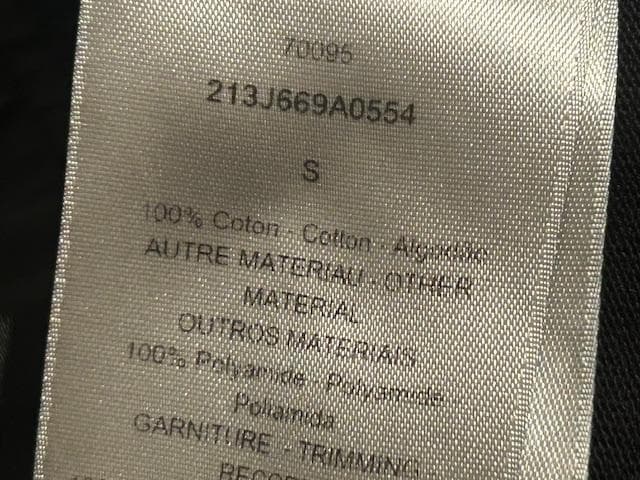 70095
213J669A0554
S
100% Coton - Cotton - Algodão
AUTRE MATERIAU - OTHER
MATERIAL
OUTROS MATERIAIS
100% Polyamide - Polyamide
Poliamida
GARNITURE - TRIMMING